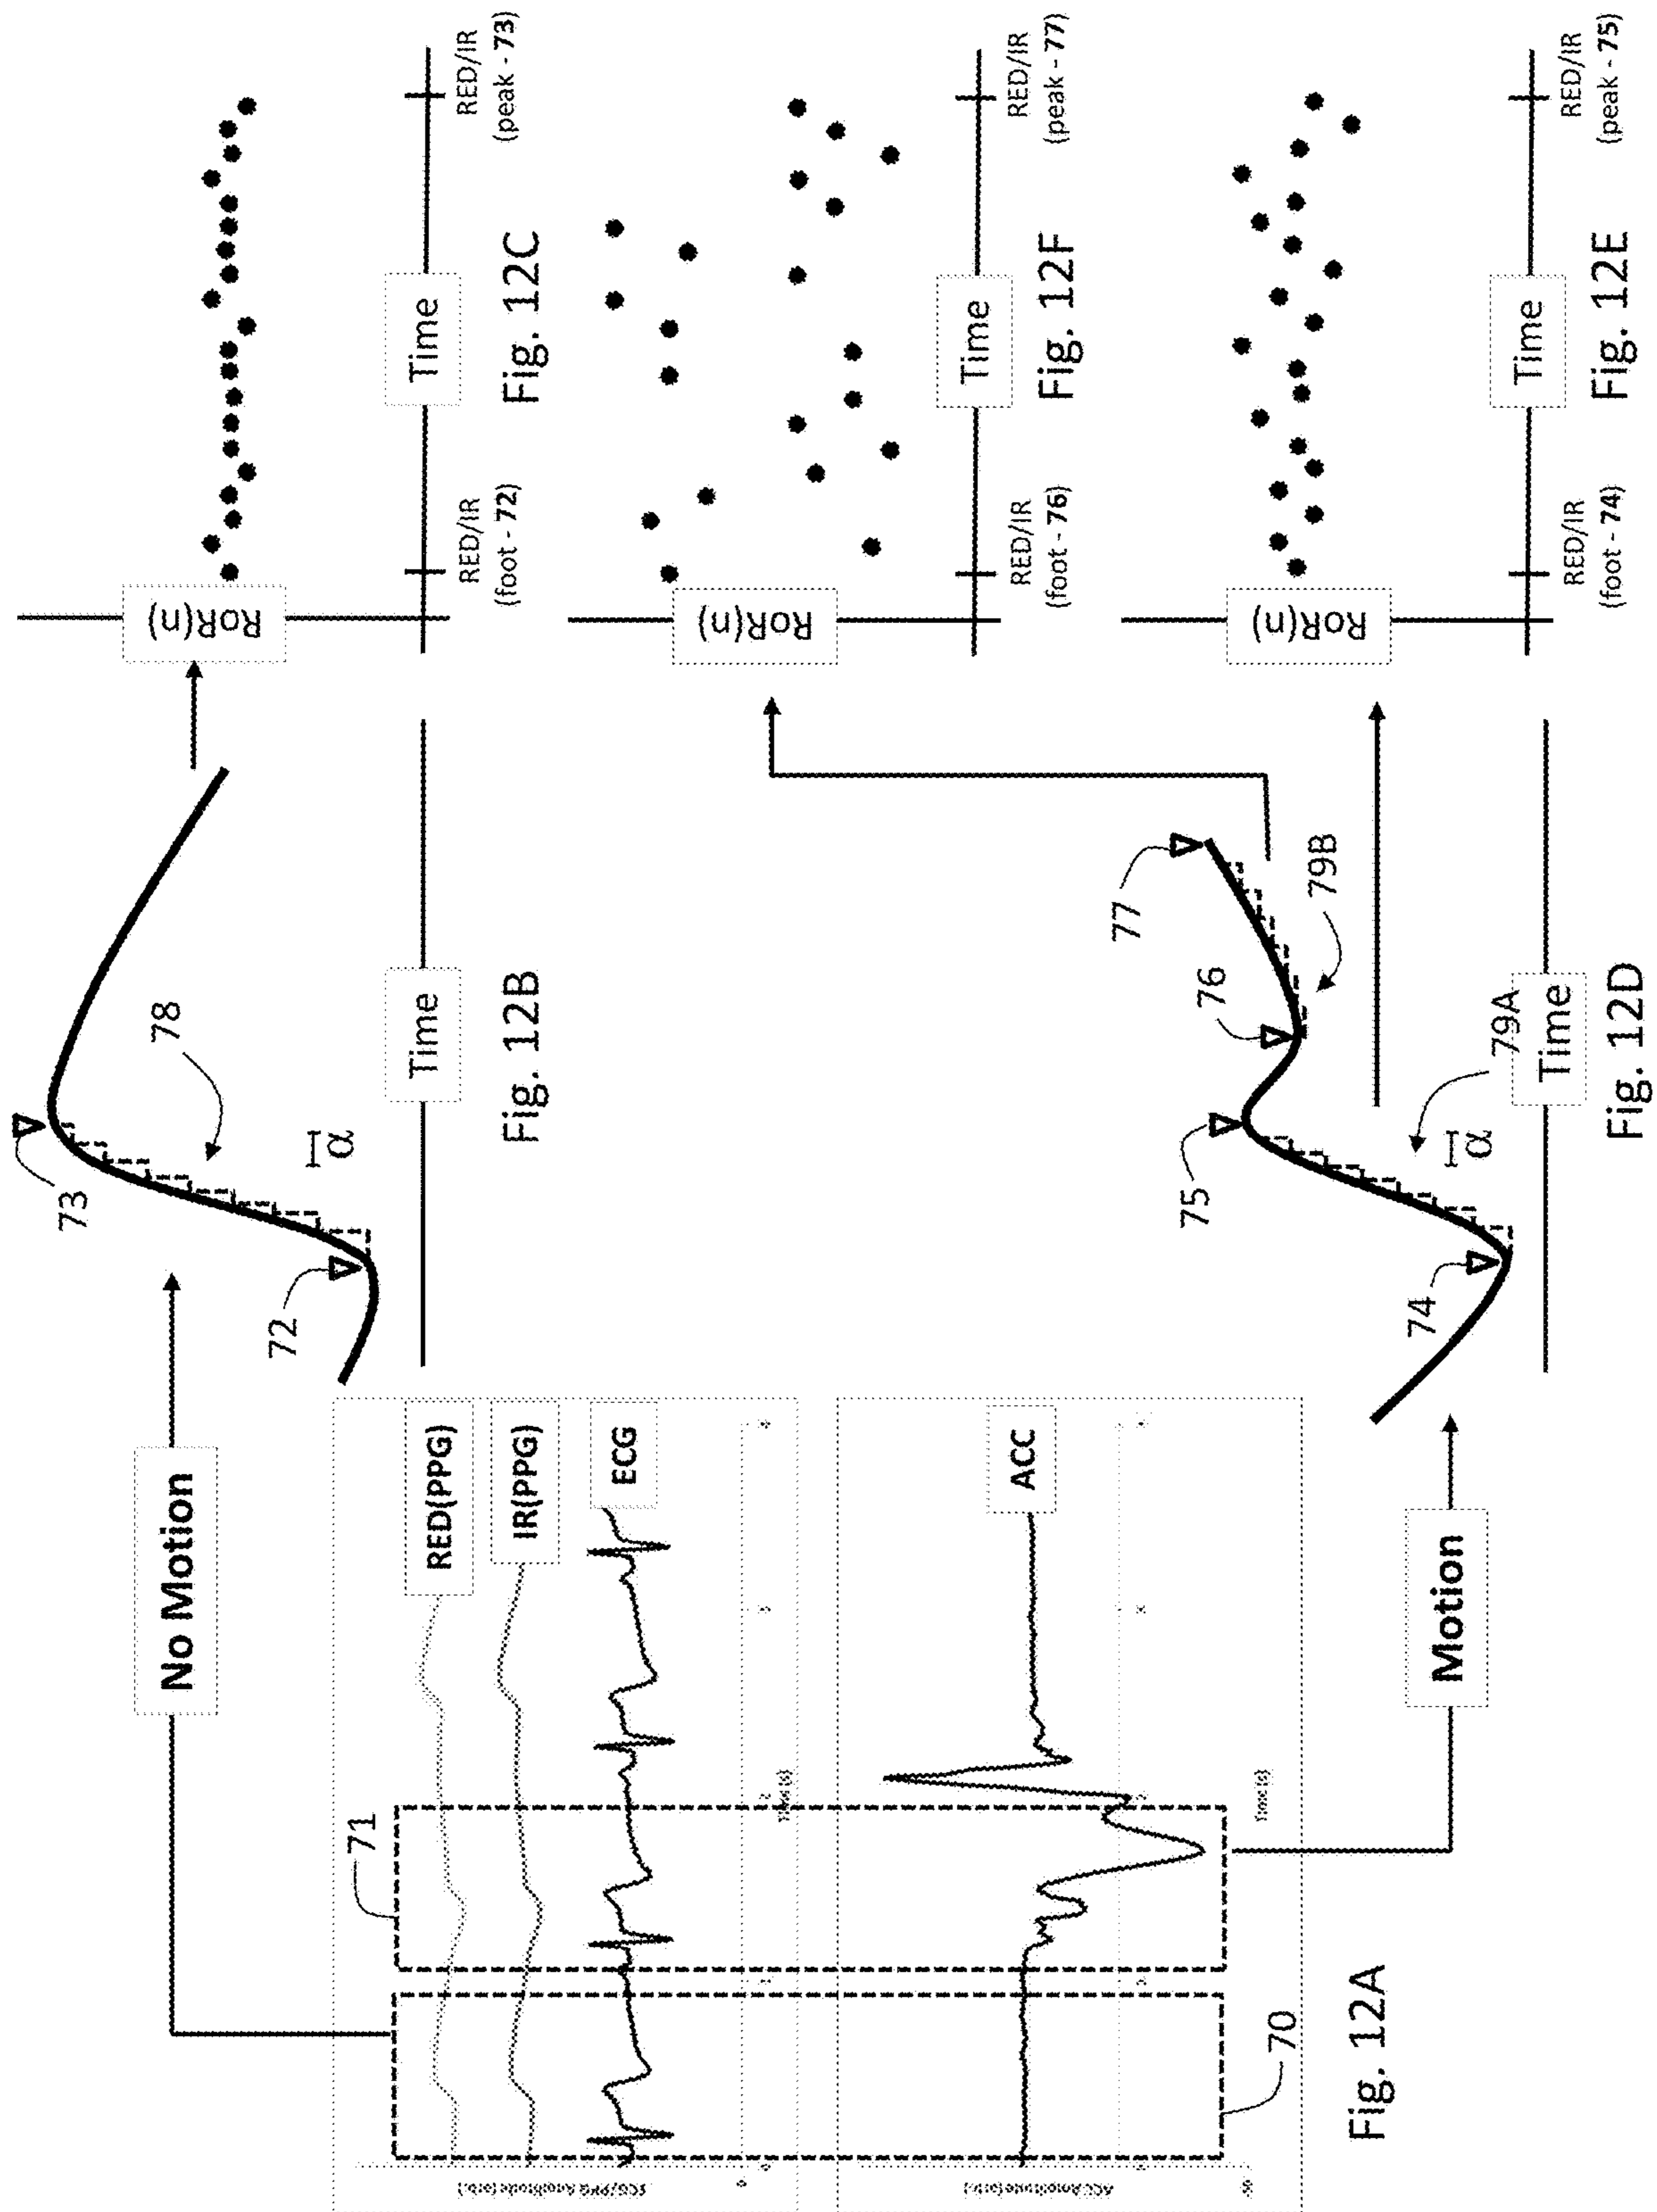 No Motion
71
RED(PPG)
IR(PPG)
ECG
ACC
70
Motion
Fig. 12A
73
78
72
α
Time
Fig. 12B
RoR(n)
Time
RED/IR
(foot - 72)
RED/IR
(peak - 73)
Fig. 12C
77
75
76
79B
74
α
79A
Time
Fig. 12D
RoR(n)
Time
RED/IR
(foot - 76)
RED/IR
(peak - 77)
Fig. 12F
RoR(n)
Time
RED/IR
(foot - 74)
RED/IR
(peak - 75)
Fig. 12E